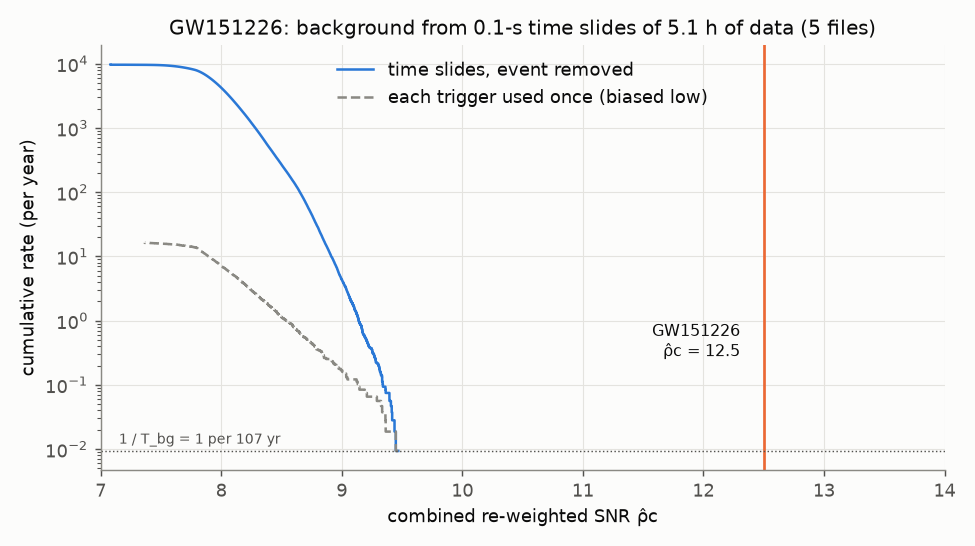 GW151226: background from 0.1-s time slides of 5.1 h of data (5 files)
cumulative rate (per year)
10⁴
10³
10²
10¹
10⁰
10⁻¹
10⁻²
time slides, event removed
each trigger used once (biased low)
GW151226
ρ̂c = 12.5
1 / T_bg = 1 per 107 yr
7 8 9 10 11 12 13 14
combined re-weighted SNR ρ̂c